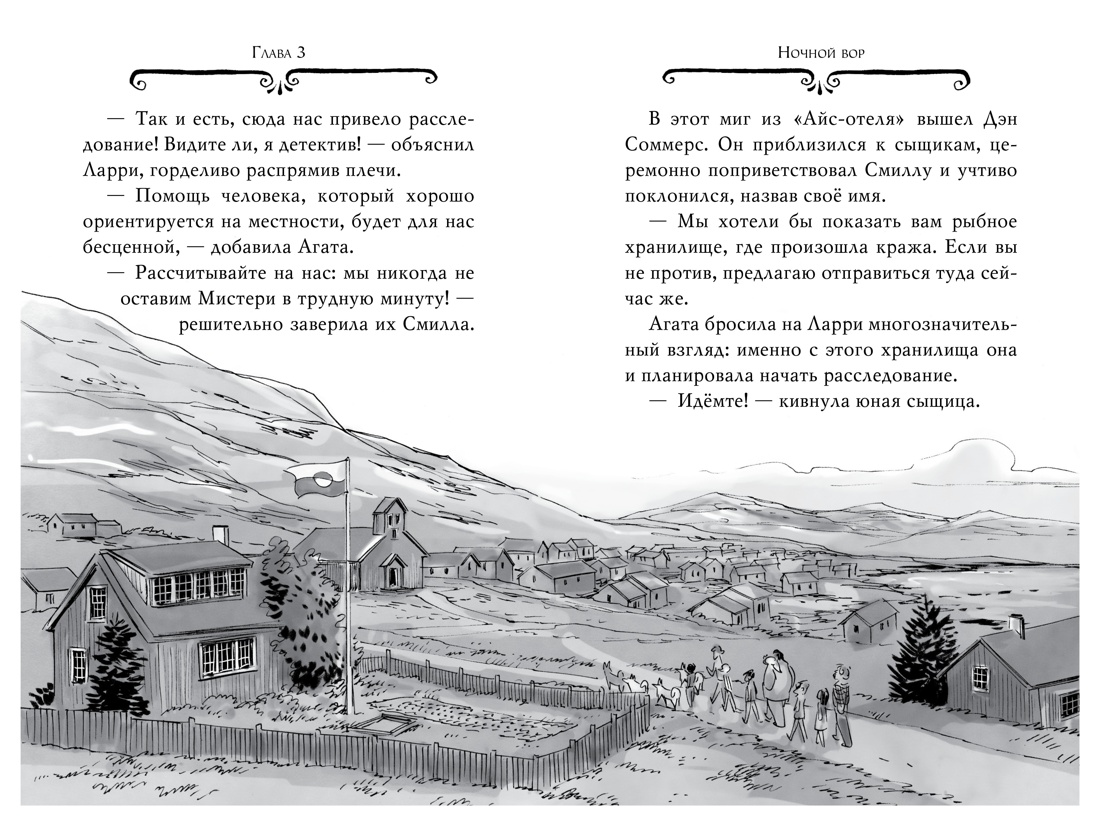 Глава 3
— Так и есть, сюда нас привело рассле-
дование! Видите ли, я детектив! — объяснил
Ларри, горделиво распрямив плечи.
— Помощь человека, который хорошо
ориентируется на местности, будет для нас
бесценной, — добавила Агата.
— Рассчитывайте на нас: мы никогда не
оставим Мистери в трудную минуту! —
решительно заверила их Смилла.
Ночной вор
В этот миг из «Айс-отеля» вышел Дэн
Соммерс. Он приблизился к сыщикам, це-
ремонно поприветствовал Смиллу и учтиво
поклонился, назвав своё имя.
— Мы хотели бы показать вам рыбное
хранилище, где произошла кража. Если вы
не против, предлагаю отправиться туда сей-
час же.
Агата бросила на Ларри многозначитель-
ный взгляд: именно с этого хранилища она
и планировала начать расследование.
— Идёмте! — кивнула юная сыщица.